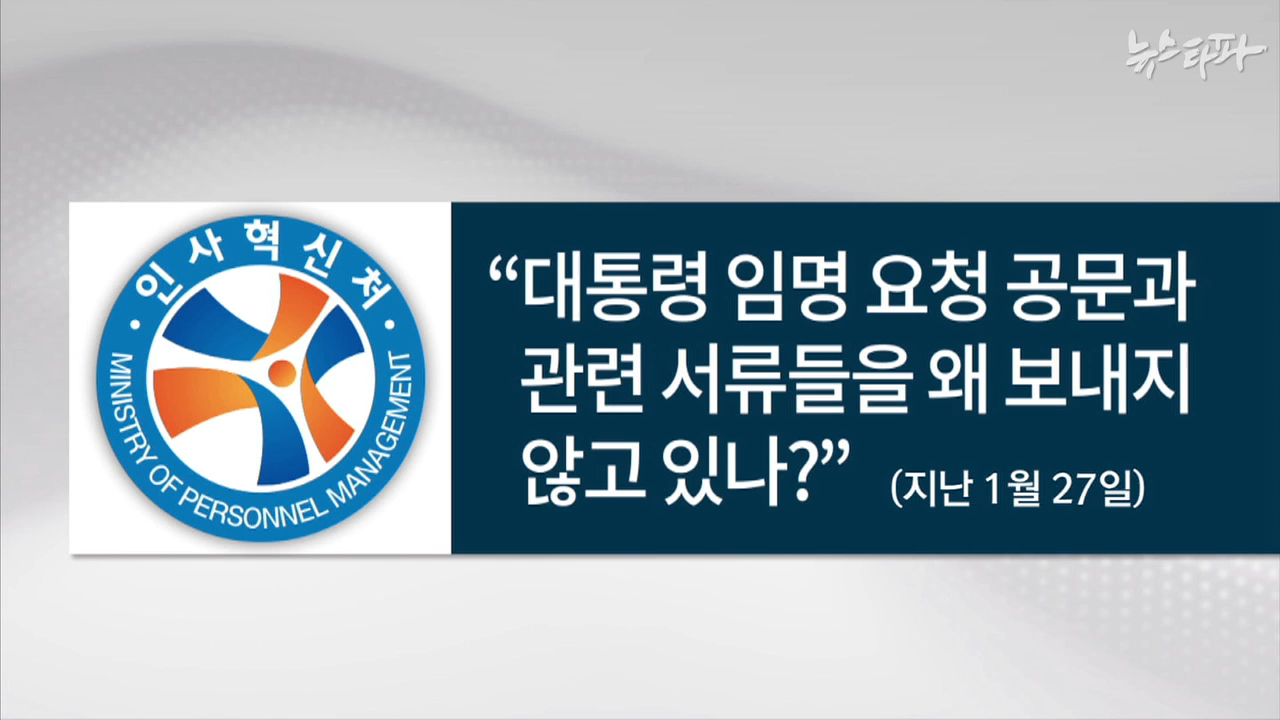 뉴스타파
인사혁신처
MINISTRY OF PERSONNEL MANAGEMENT
“대통령 임명 요청 공문과
관련 서류들을 왜 보내지
않고 있나?” (지난 1월 27일)